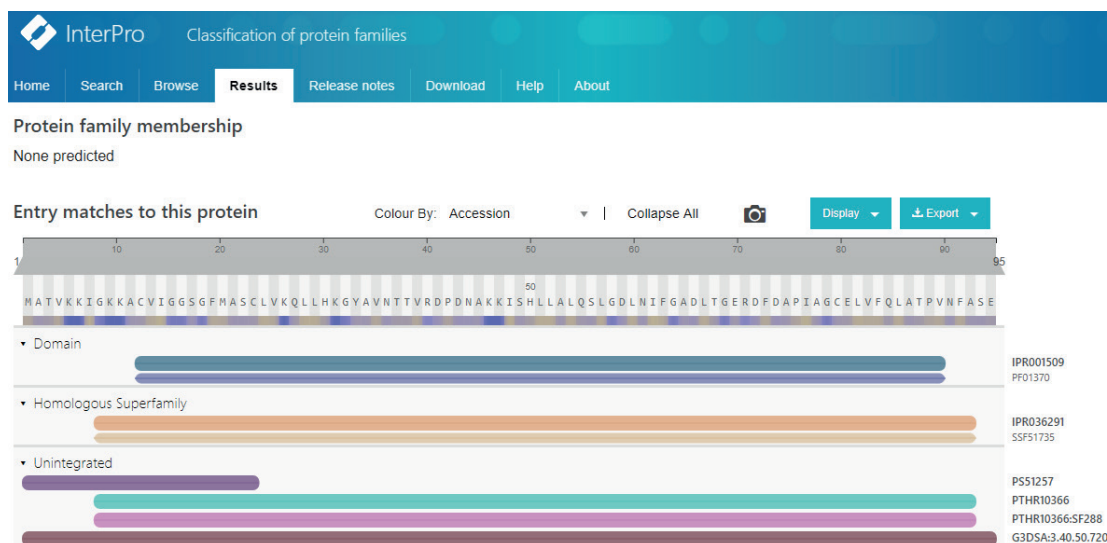 InterPro Classification of protein families
Home Search Browse Results Release notes Download Help About
Protein family membership
None predicted
Entry matches to this protein Colour By: Accession | Collapse All Display Export
10 20 30 40 50 60 70 80 90
1 95
50
MATVKKIGKKACVIGGSGFMASCLVKQLLHKGYAVNTTVRDPDNAKKISHLLALQSLGDLNIFGADLTGERDFDAPIAGCELVFQLATPVNFASE
Domain
IPR001509
PF01370
Homologous Superfamily
IPR036291
SSF51735
Unintegrated
PS51257
PTHR10366
PTHR10366:SF288
G3DSA:3.40.50.720